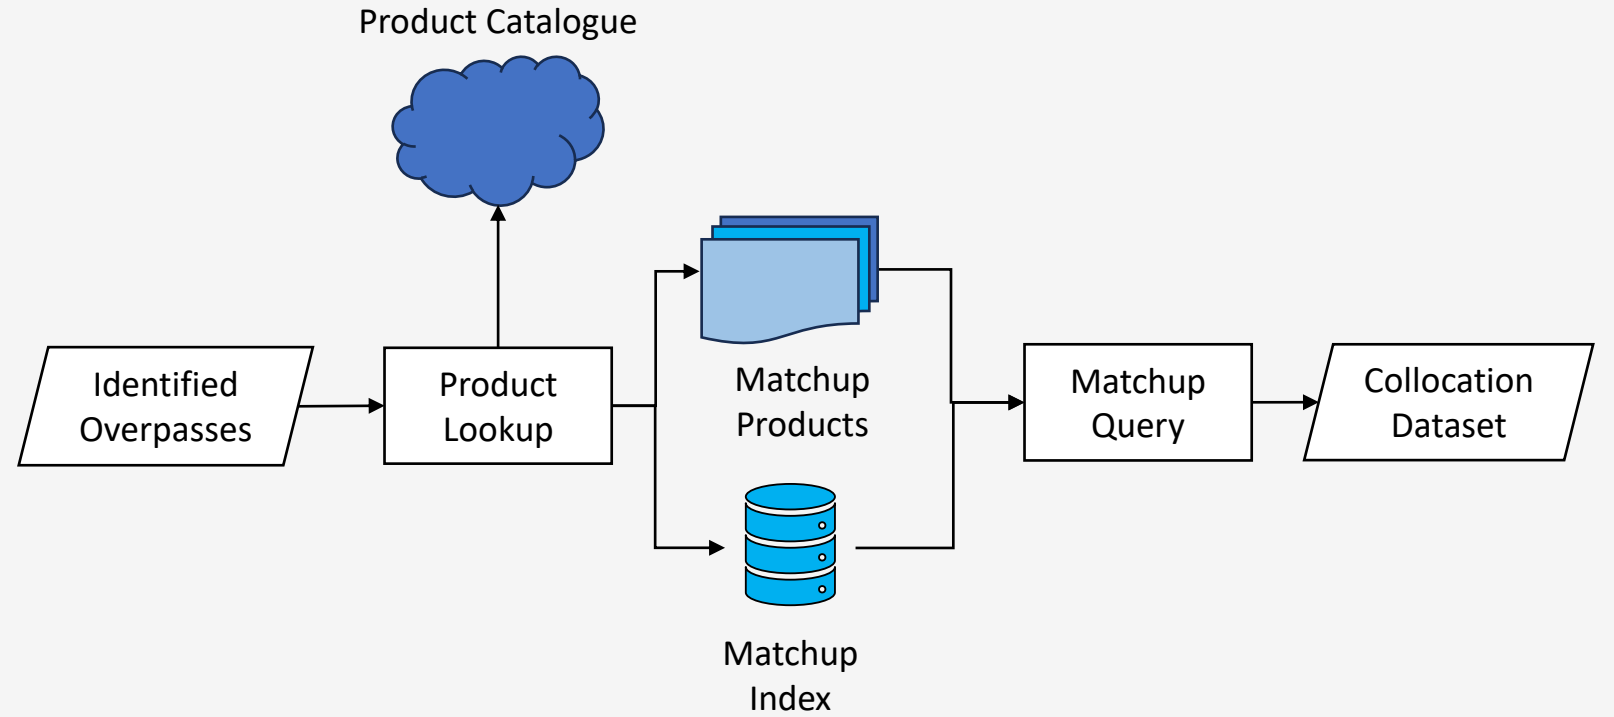 Product Catalogue
Identified
Overpasses
Product
Lookup
Matchup
Products
Matchup
Index
Matchup
Query
Collocation
Dataset